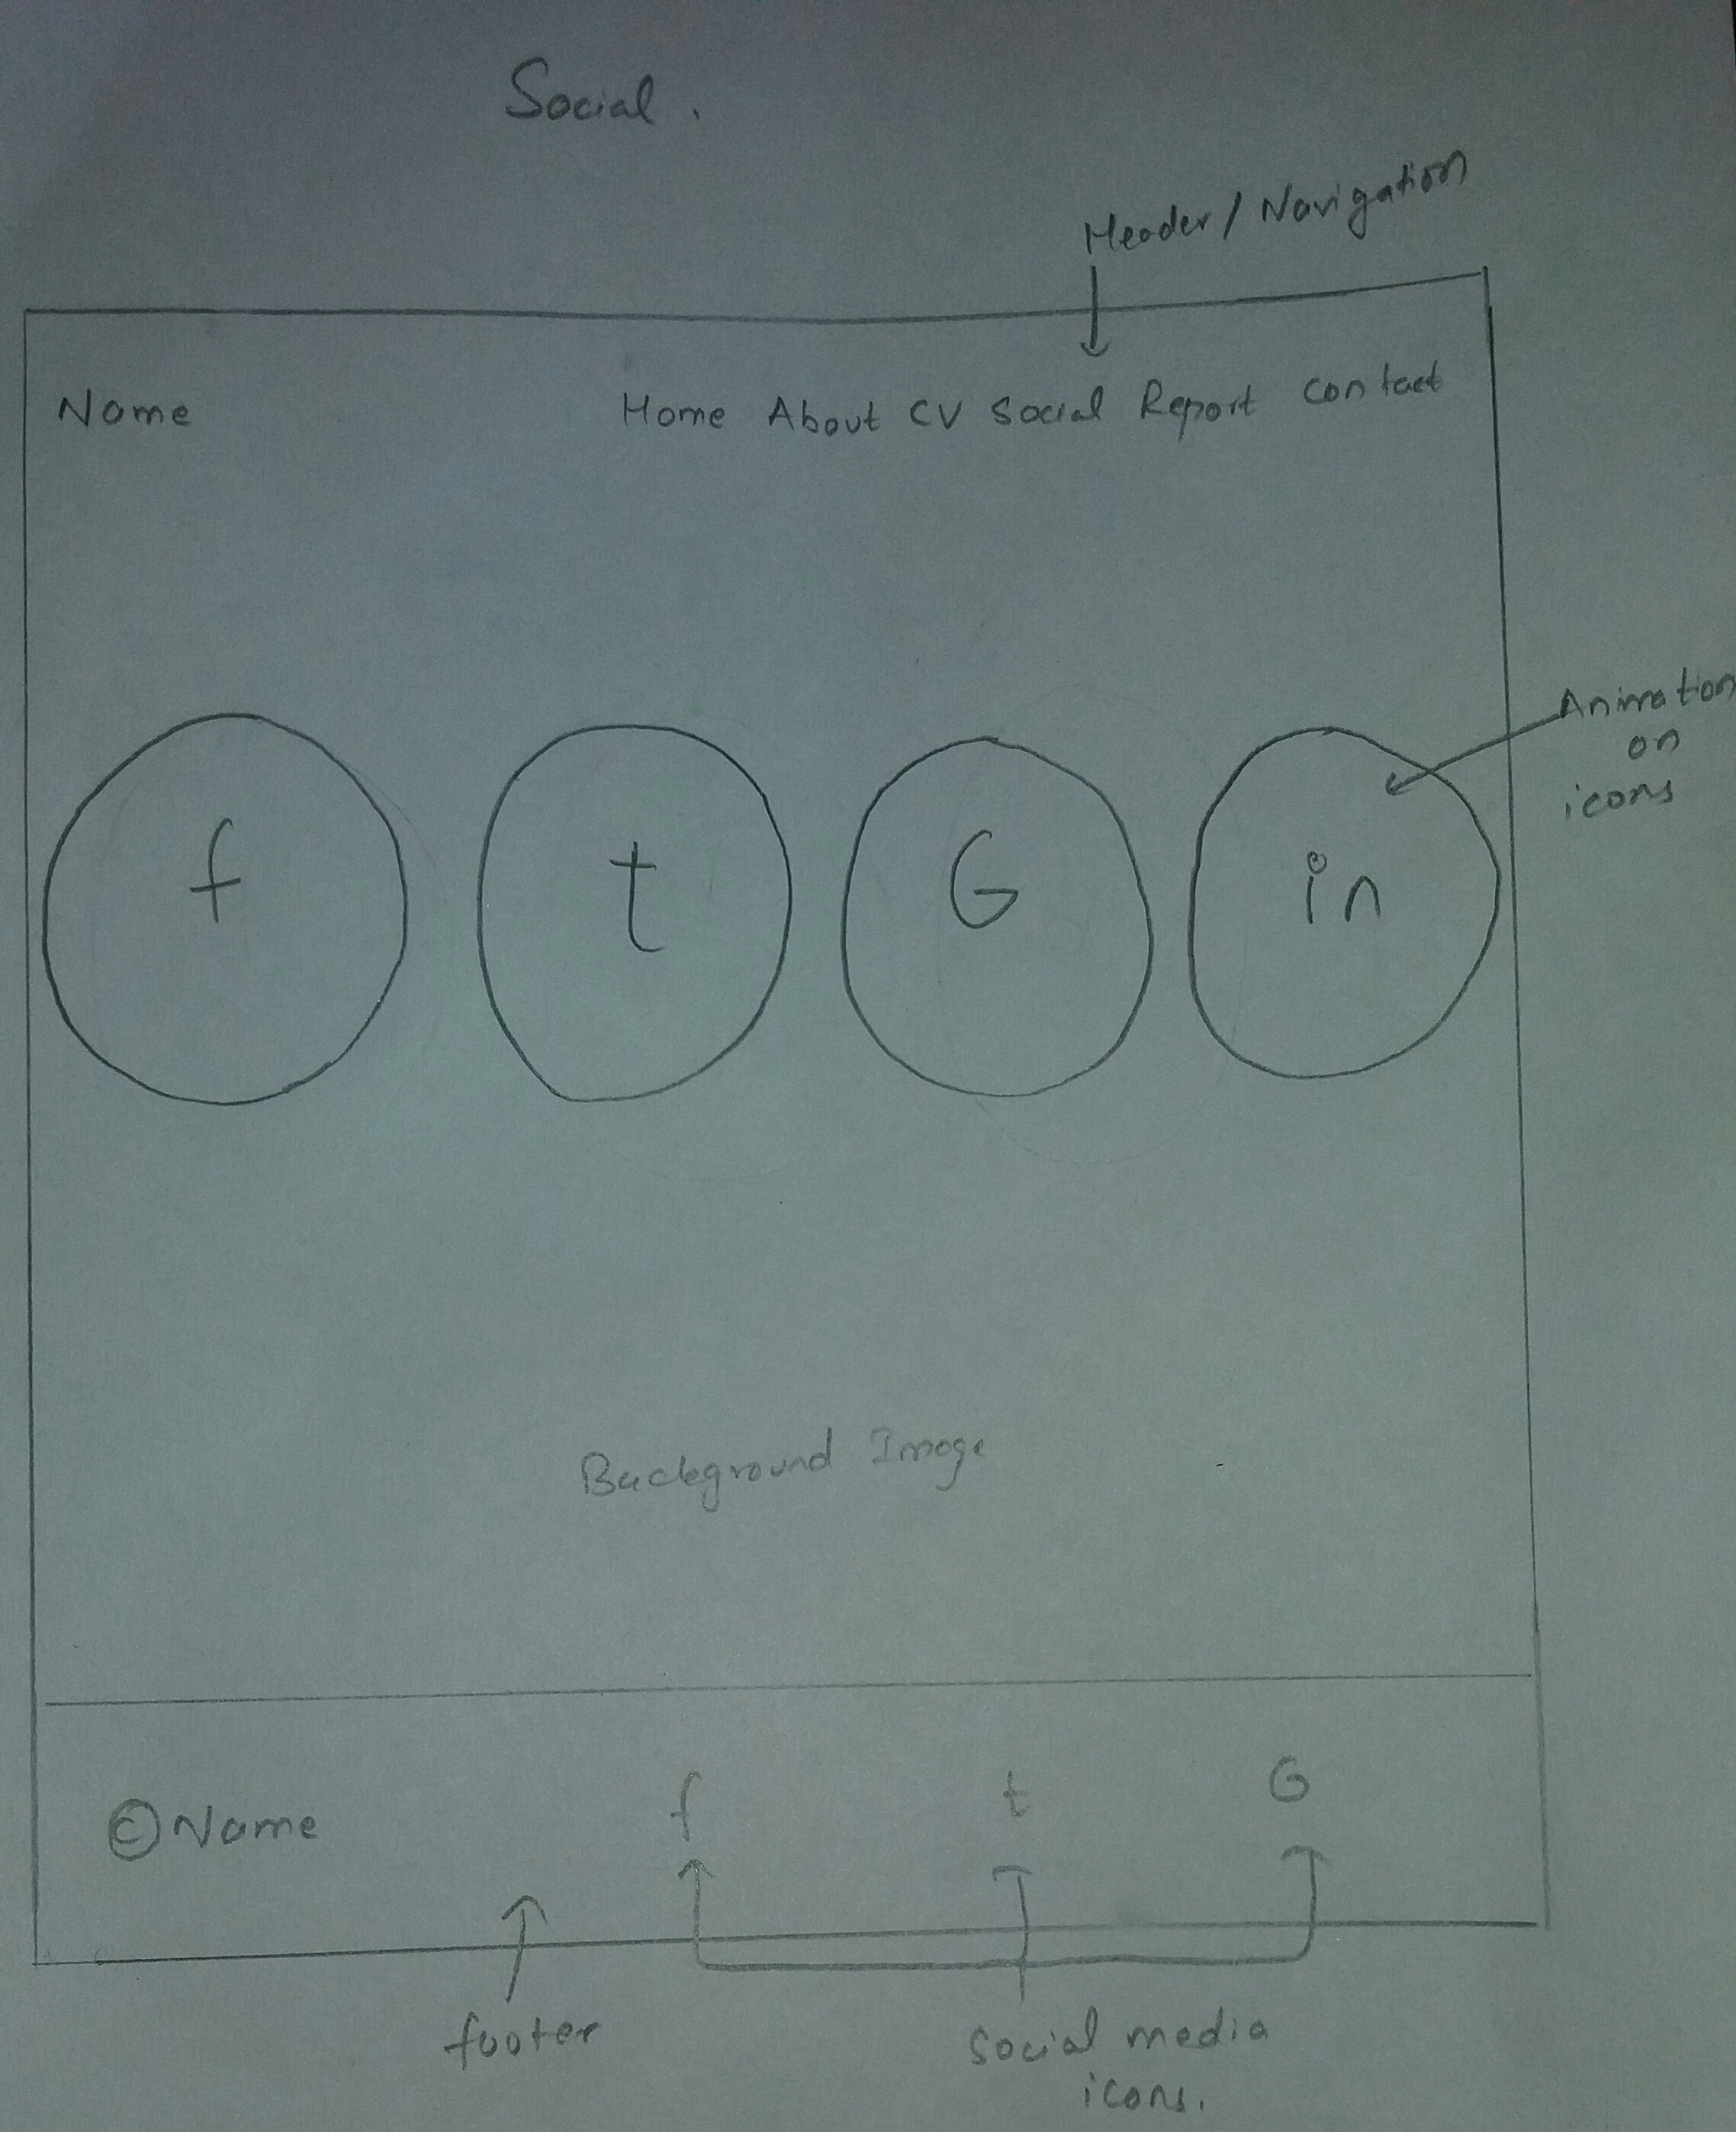 Social.
Header / Navigation
Name Home About CV Social Report Contact
Animation
on
icons
f t G in
Background Image
© Name f t G
footer
Social media
icons.